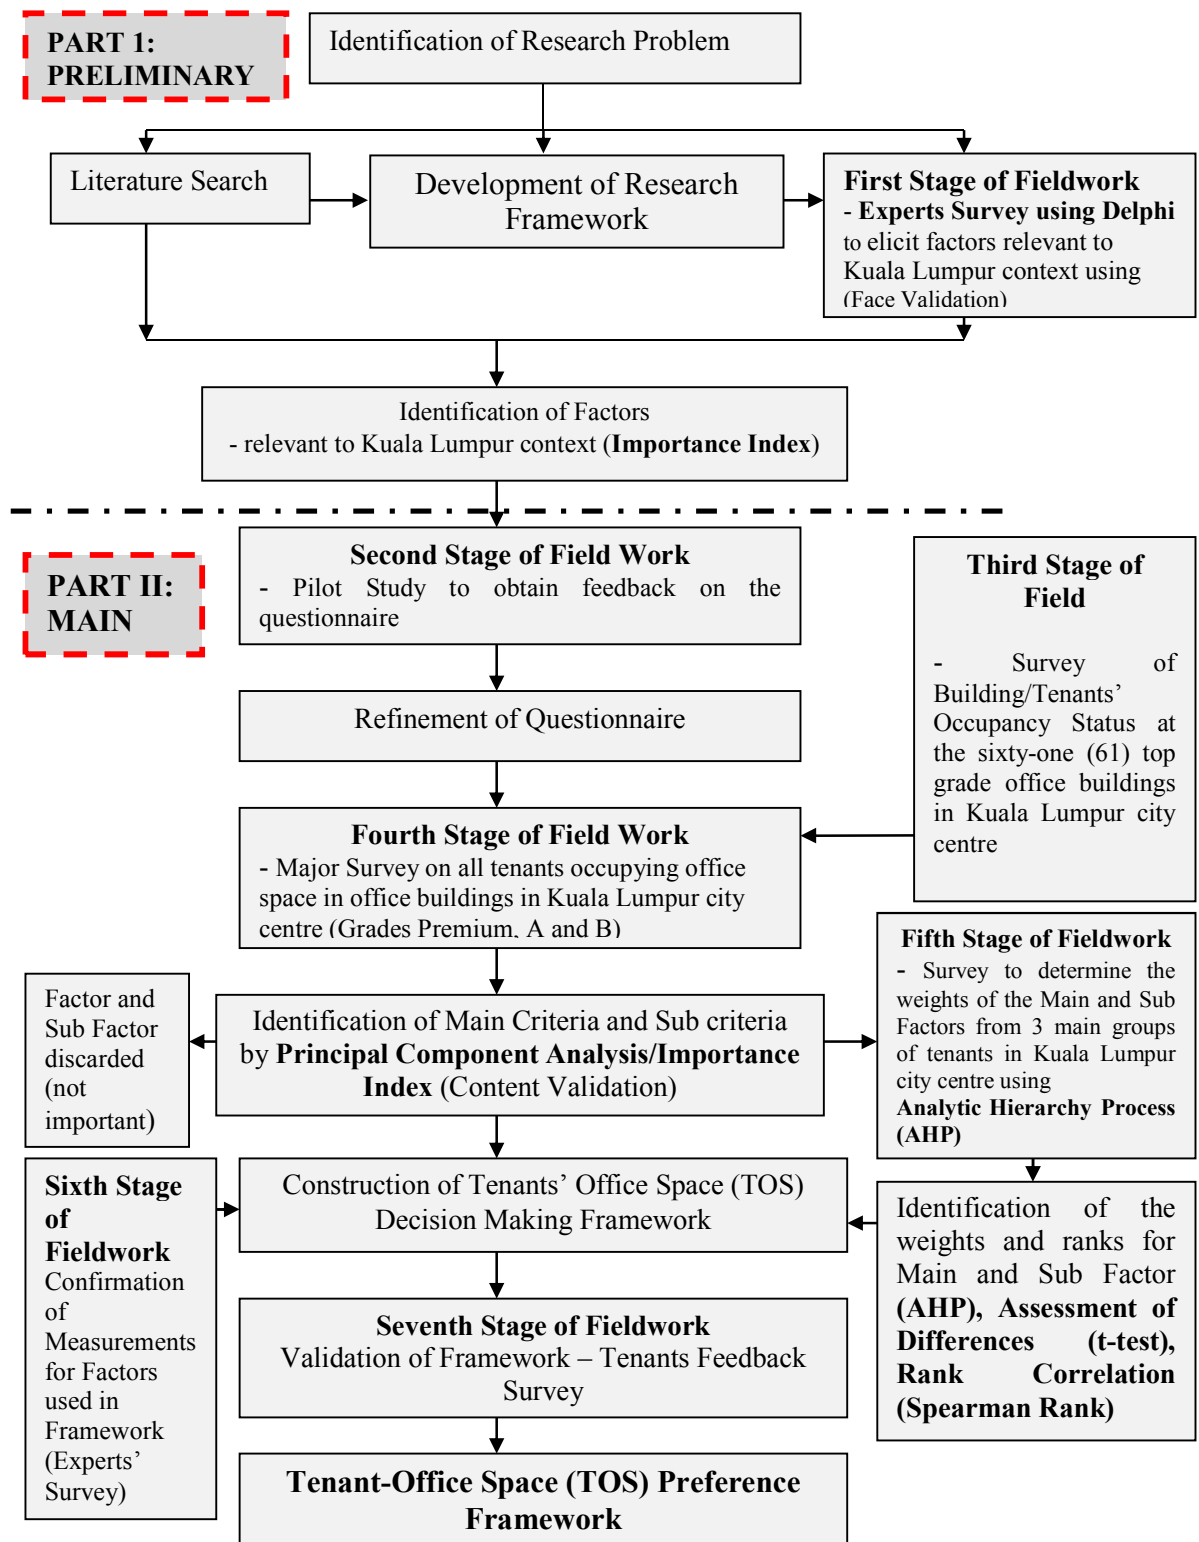 PART 1:
PRELIMINARY
Identification of Research Problem
Literature Search
Development of Research
Framework
First Stage of Fieldwork
- Experts Survey using Delphi
to elicit factors relevant to
Kuala Lumpur context using
(Face Validation)
Identification of Factors
- relevant to Kuala Lumpur context (Importance Index)
PART II:
MAIN
Second Stage of Field Work
- Pilot Study to obtain feedback on the
questionnaire
Third Stage of
Field
- Survey of
Building/Tenants’
Occupancy Status at
the sixty-one (61) top
grade office buildings
in Kuala Lumpur city
centre
Refinement of Questionnaire
Fourth Stage of Field Work
- Major Survey on all tenants occupying office
space in office buildings in Kuala Lumpur city
centre (Grades Premium, A and B)
Factor and
Sub Factor
discarded
(not
important)
Identification of Main Criteria and Sub criteria
by Principal Component Analysis/Importance
Index (Content Validation)
Fifth Stage of Fieldwork
- Survey to determine the
weights of the Main and Sub
Factors from 3 main groups
of tenants in Kuala Lumpur
city centre using
Analytic Hierarchy Process
(AHP)
Sixth Stage
of
Fieldwork
Confirmation
of
Measurements
for Factors
used in
Framework
(Experts’
Survey)
Construction of Tenants’ Office Space (TOS)
Decision Making Framework
Identification of the
weights and ranks for
Main and Sub Factor
(AHP), Assessment of
Differences (t-test),
Rank Correlation
(Spearman Rank)
Seventh Stage of Fieldwork
Validation of Framework – Tenants Feedback
Survey
Tenant-Office Space (TOS) Preference
Framework